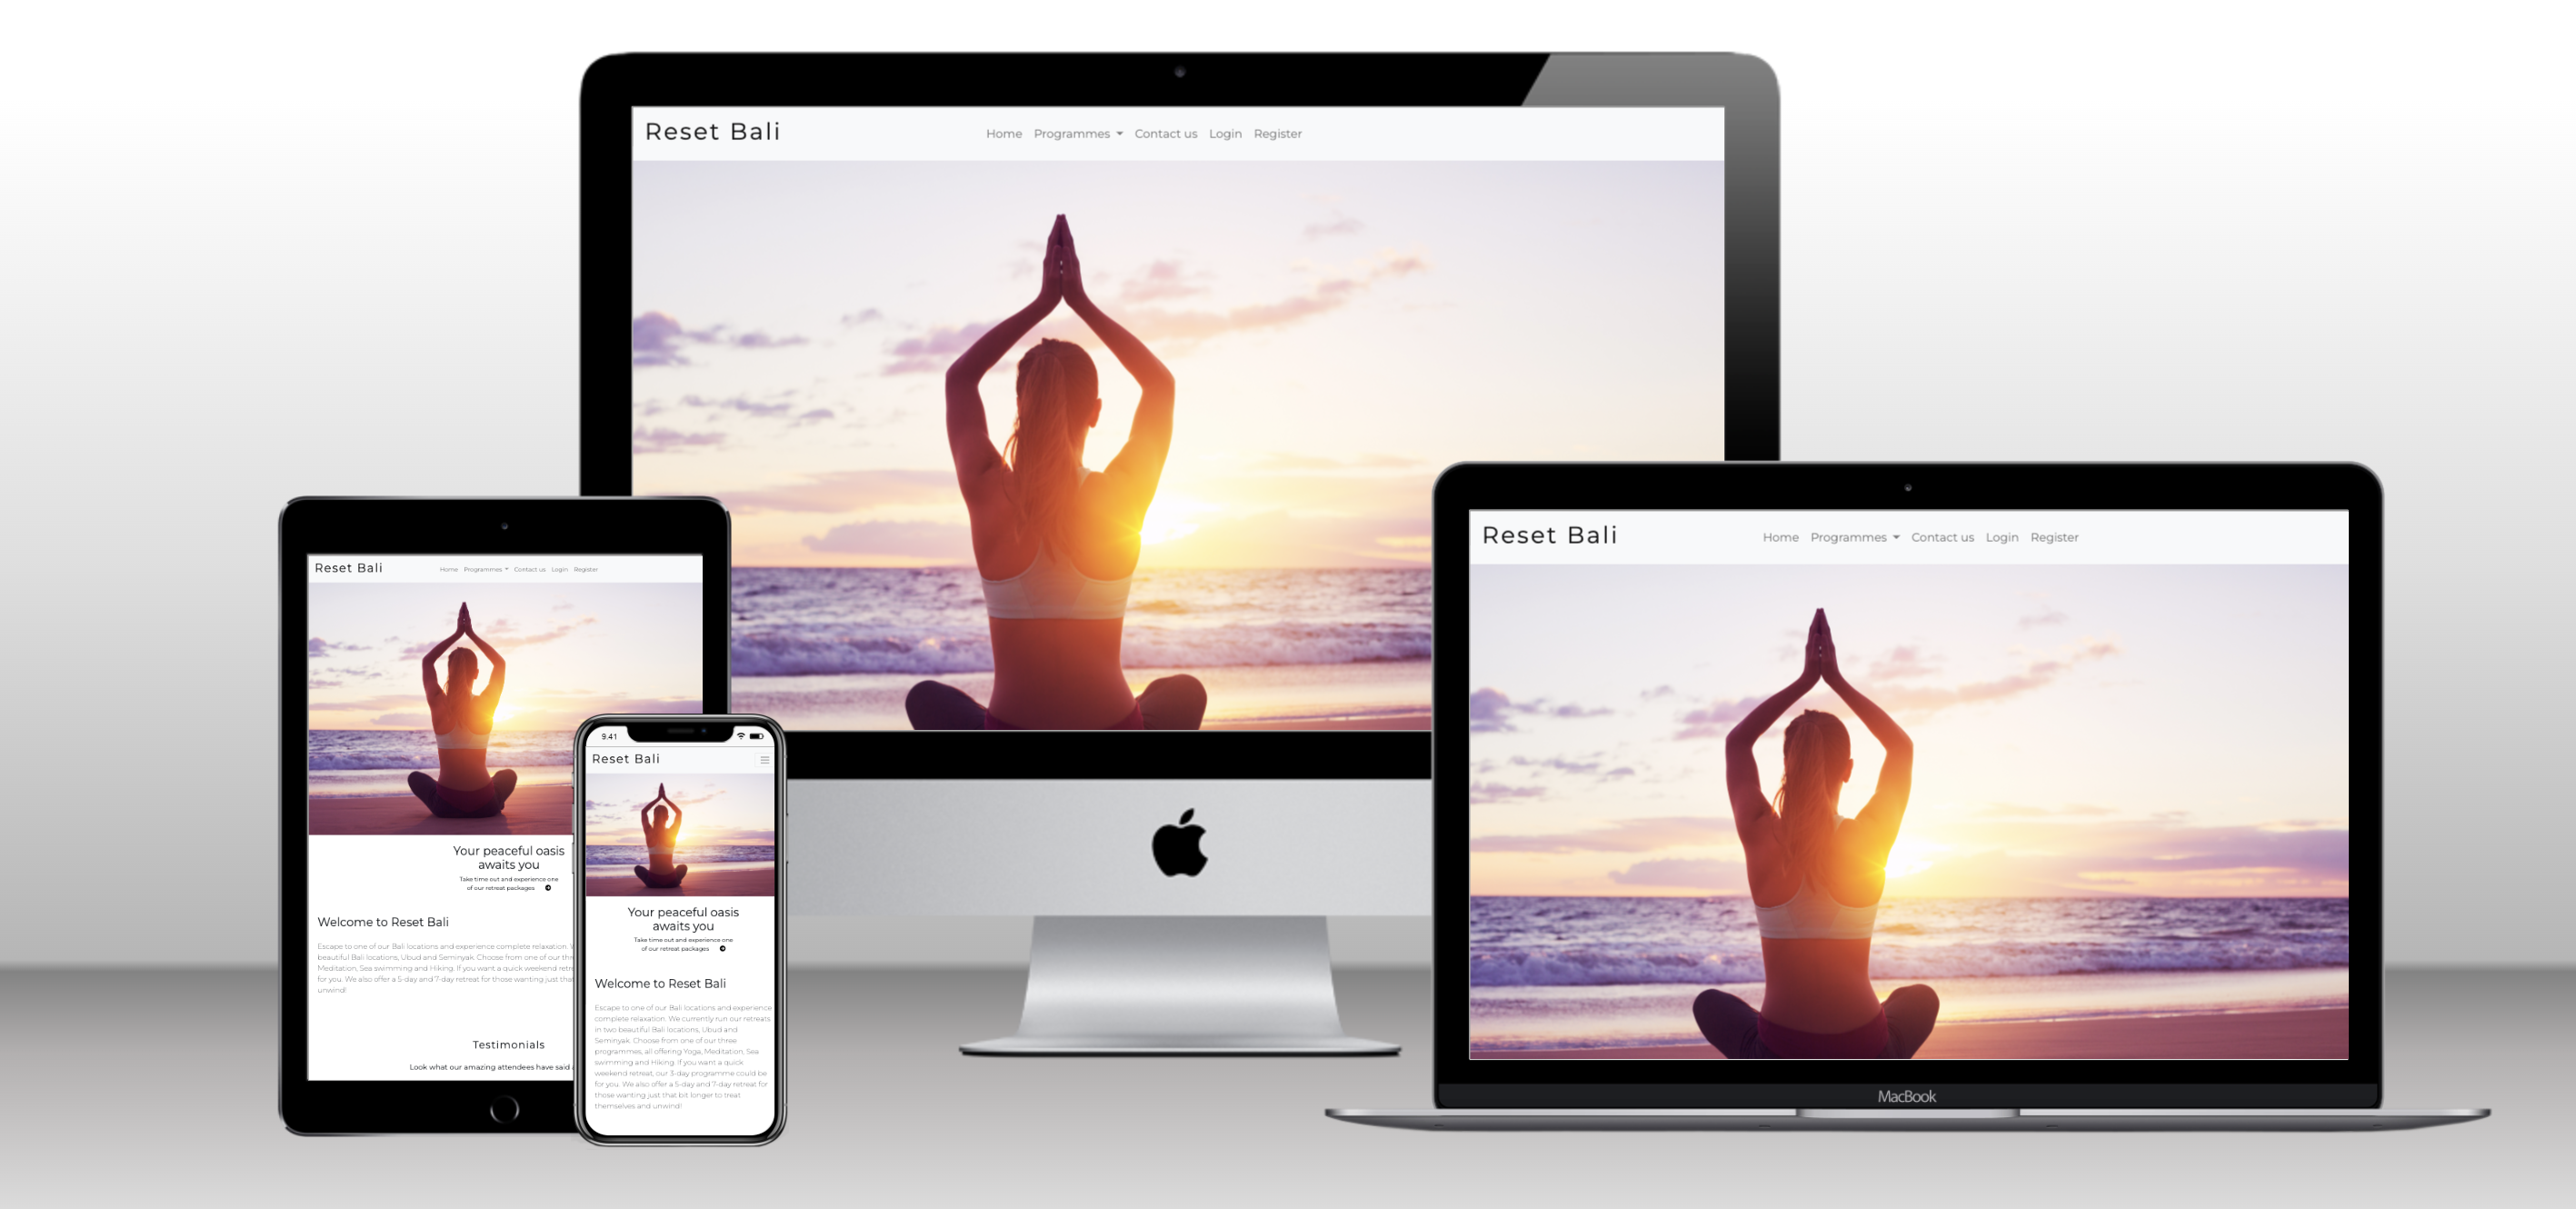 Reset Bali
Home Programmes Contact us Login Register
Reset Bali
Home Programmes Contact us Login Register
Reset Bali
Home Programmes Contact us Login Register
Your peaceful oasis
awaits you
Take time out and experience one
of our retreat packages
Welcome to Reset Bali
Escape to one of our Bali locations and experience complete relaxation.
beautiful Bali locations, Ubud and Seminyak. Choose from one of our
Meditation, Sea swimming and Hiking. If you want a quick weekend
for you. We also offer a 5-day and 7-day retreat for those wanting just
unwind!
Testimonials
Look what our amazing attendees have said
9.41
Reset Bali
Your peaceful oasis
awaits you
Take time out and experience one
of our retreat packages
Welcome to Reset Bali
Escape to one of our Bali locations and experience
complete relaxation. We currently run our retreats
in two beautiful Bali locations, Ubud and
Seminyak. Choose from one of our three
programmes, all offering Yoga, Meditation, Sea
swimming and Hiking. If you want a quick
weekend retreat, our 3-day programme could be
for you. We also offer a 5-day and 7-day retreat for
those wanting just that bit longer to treat
themselves and unwind!
MacBook